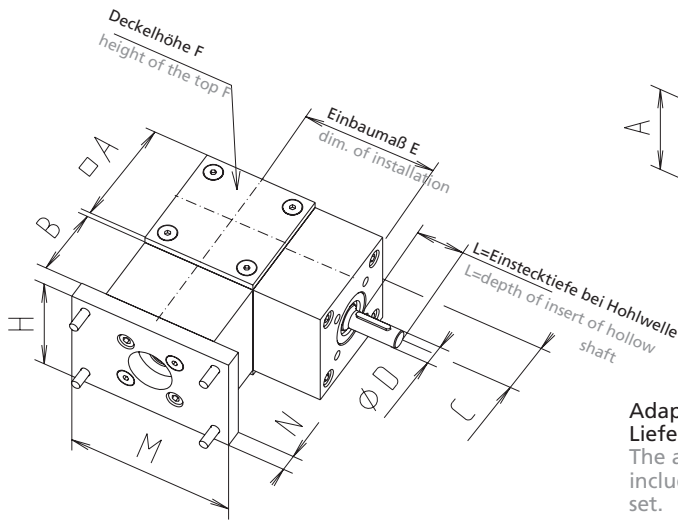 Deckelhöhe F
height of the top F
Einbaumaß E
dim. of installation
A
□A
B
L=Einstecktiefe bei Hohlwelle
L=depth of insert of hollow
shaft
H
ØD
C
N
M
The a
inclu
set.
Adap
Liefe